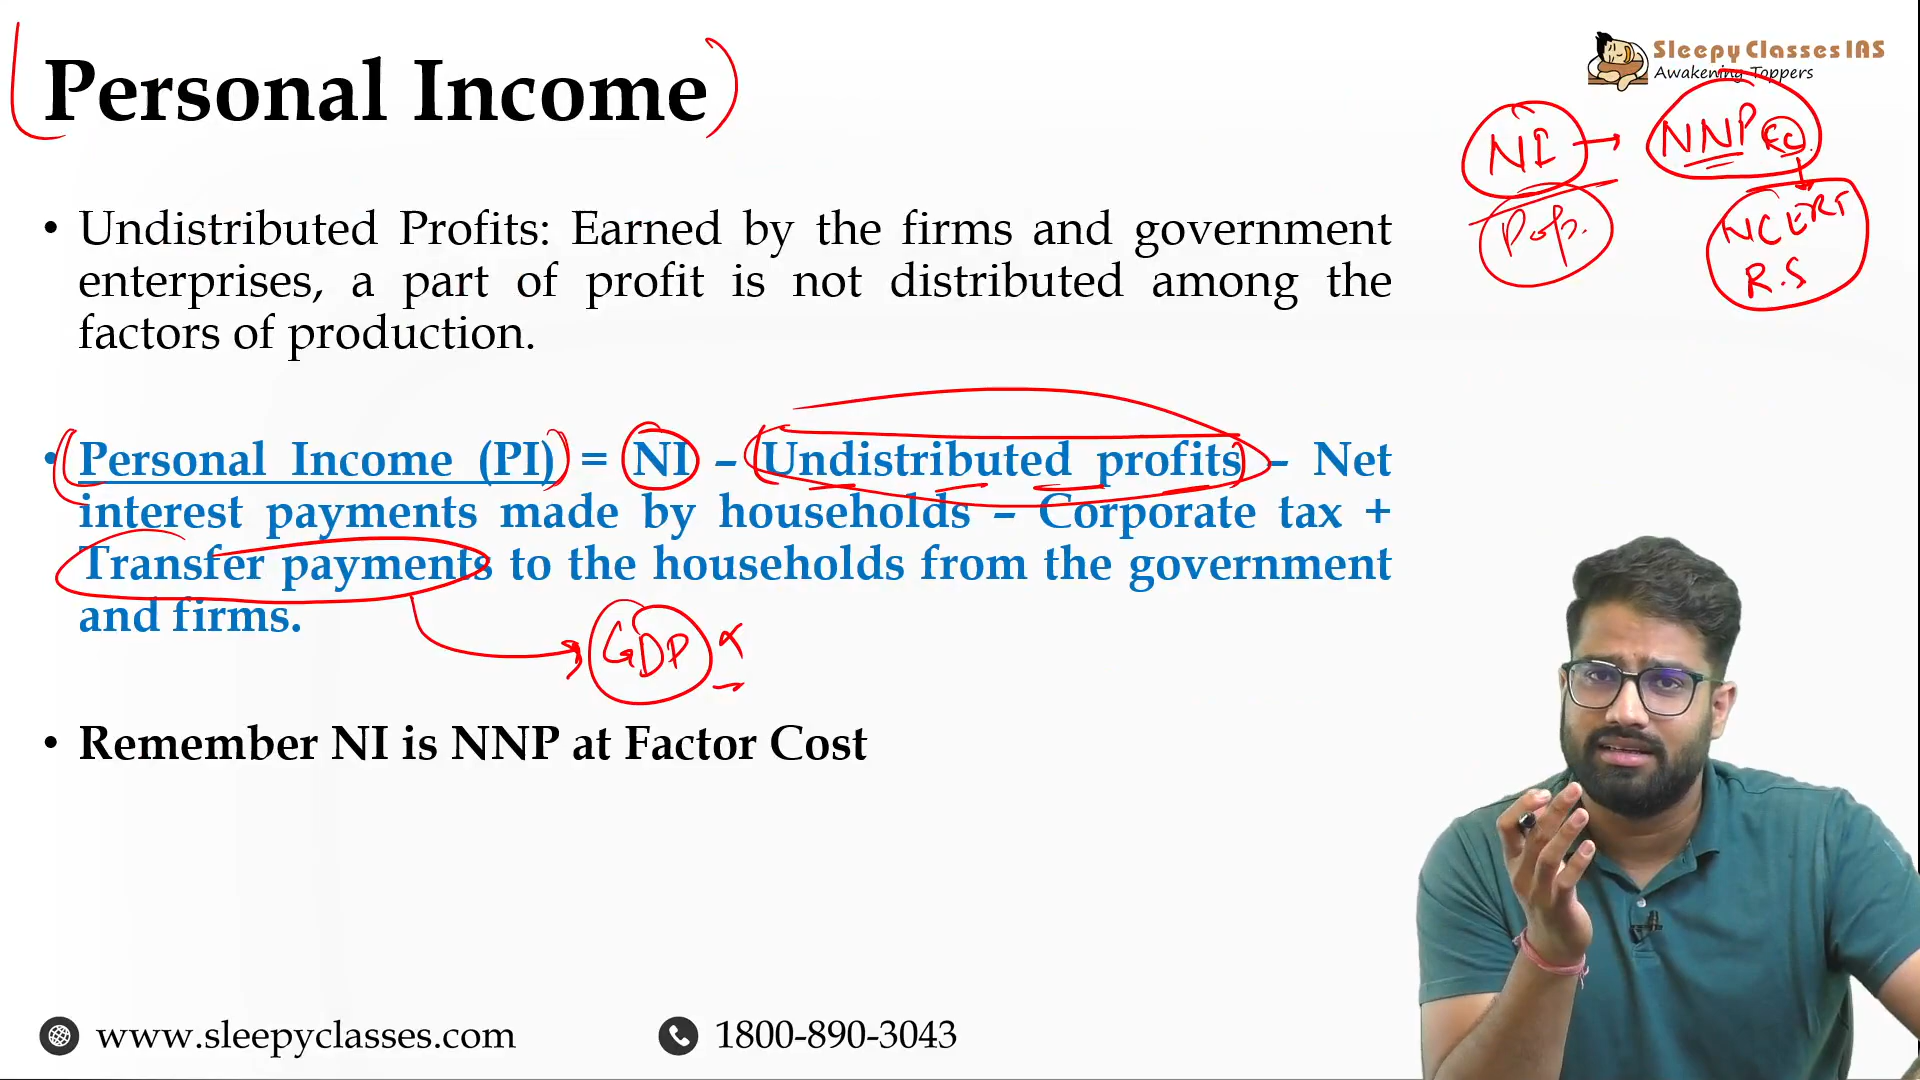 Personal Income
Sleepy Classes IAS
Awakening Toppers
NI → NNP FC
Pop.
NCERT
R.S
• Undistributed Profits: Earned by the firms and government
enterprises, a part of profit is not distributed among the
factors of production.
• Personal Income (PI) = NI – Undistributed profits – Net
interest payments made by households – Corporate tax +
Transfer payments to the households from the government
and firms.
GDP
• Remember NI is NNP at Factor Cost
www.sleepyclasses.com
1800-890-3043